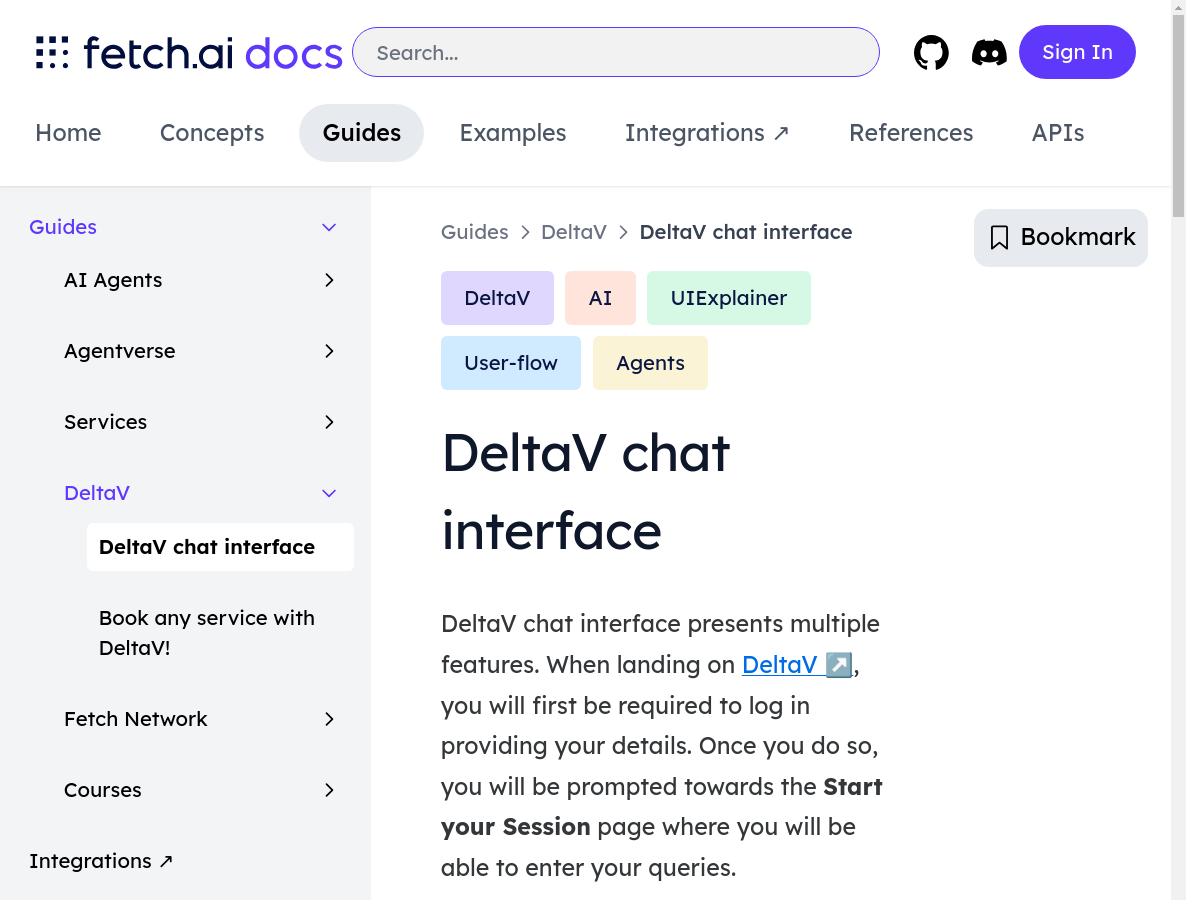 fetch.ai docs
Search...
Sign In
Home
Concepts
Guides
Examples
Integrations ↗
References
APIs
Guides
AI Agents
Agentverse
Services
DeltaV
DeltaV chat interface
Book any service with
DeltaV!
Fetch Network
Courses
Integrations ↗
Guides > DeltaV > DeltaV chat interface
Bookmark
DeltaV
AI
UIExplainer
User-flow
Agents
DeltaV chat
interface
DeltaV chat interface presents multiple
features. When landing on DeltaV ↗️,
you will first be required to log in
providing your details. Once you do so,
you will be prompted towards the Start
your Session page where you will be
able to enter your queries.